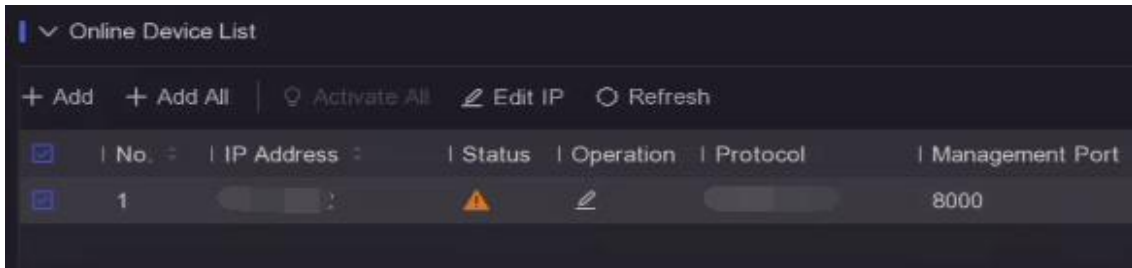 Online Device List
+ Add + Add All Activate All Edit IP Refresh
No. IP Address Status Operation Protocol Management Port
1 8000